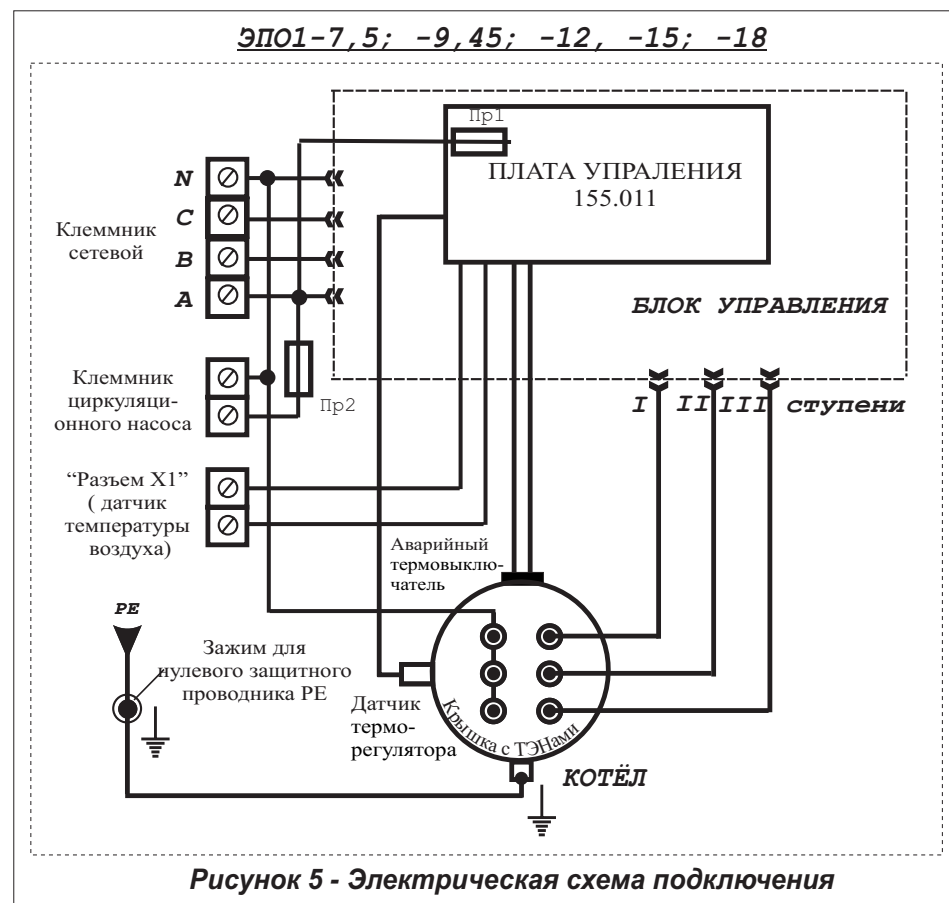 ЭПО1-7,5; -9,45; -12, -15; -18
Пр1
ПЛАТА УПРАЛЕНИЯ
155.011
N
C
B
A
Клеммник
сетевой
БЛОК УПРАВЛЕНИЯ
Клеммник
циркуляци-
онного насоса
Пр2
I II III ступени
“Разъем X1”
( датчик
температуры
воздуха)
Аварийный
термовыклю-
чатель
PE
Зажим для
нулевого защитного
проводника PE
Датчик
термо-
регулятора
Крышка с ТЭНами
КОТЁЛ
Рисунок 5 - Электрическая схема подключения